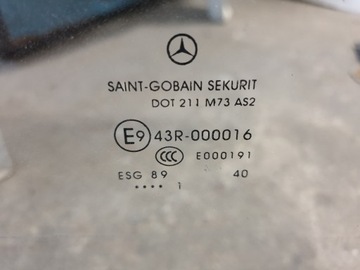 SAINT-GOBAIN SEKURIT
DOT 211 M73 AS2
E9 43R-000016
CCC E000191
ESG 89 40
•••• 1